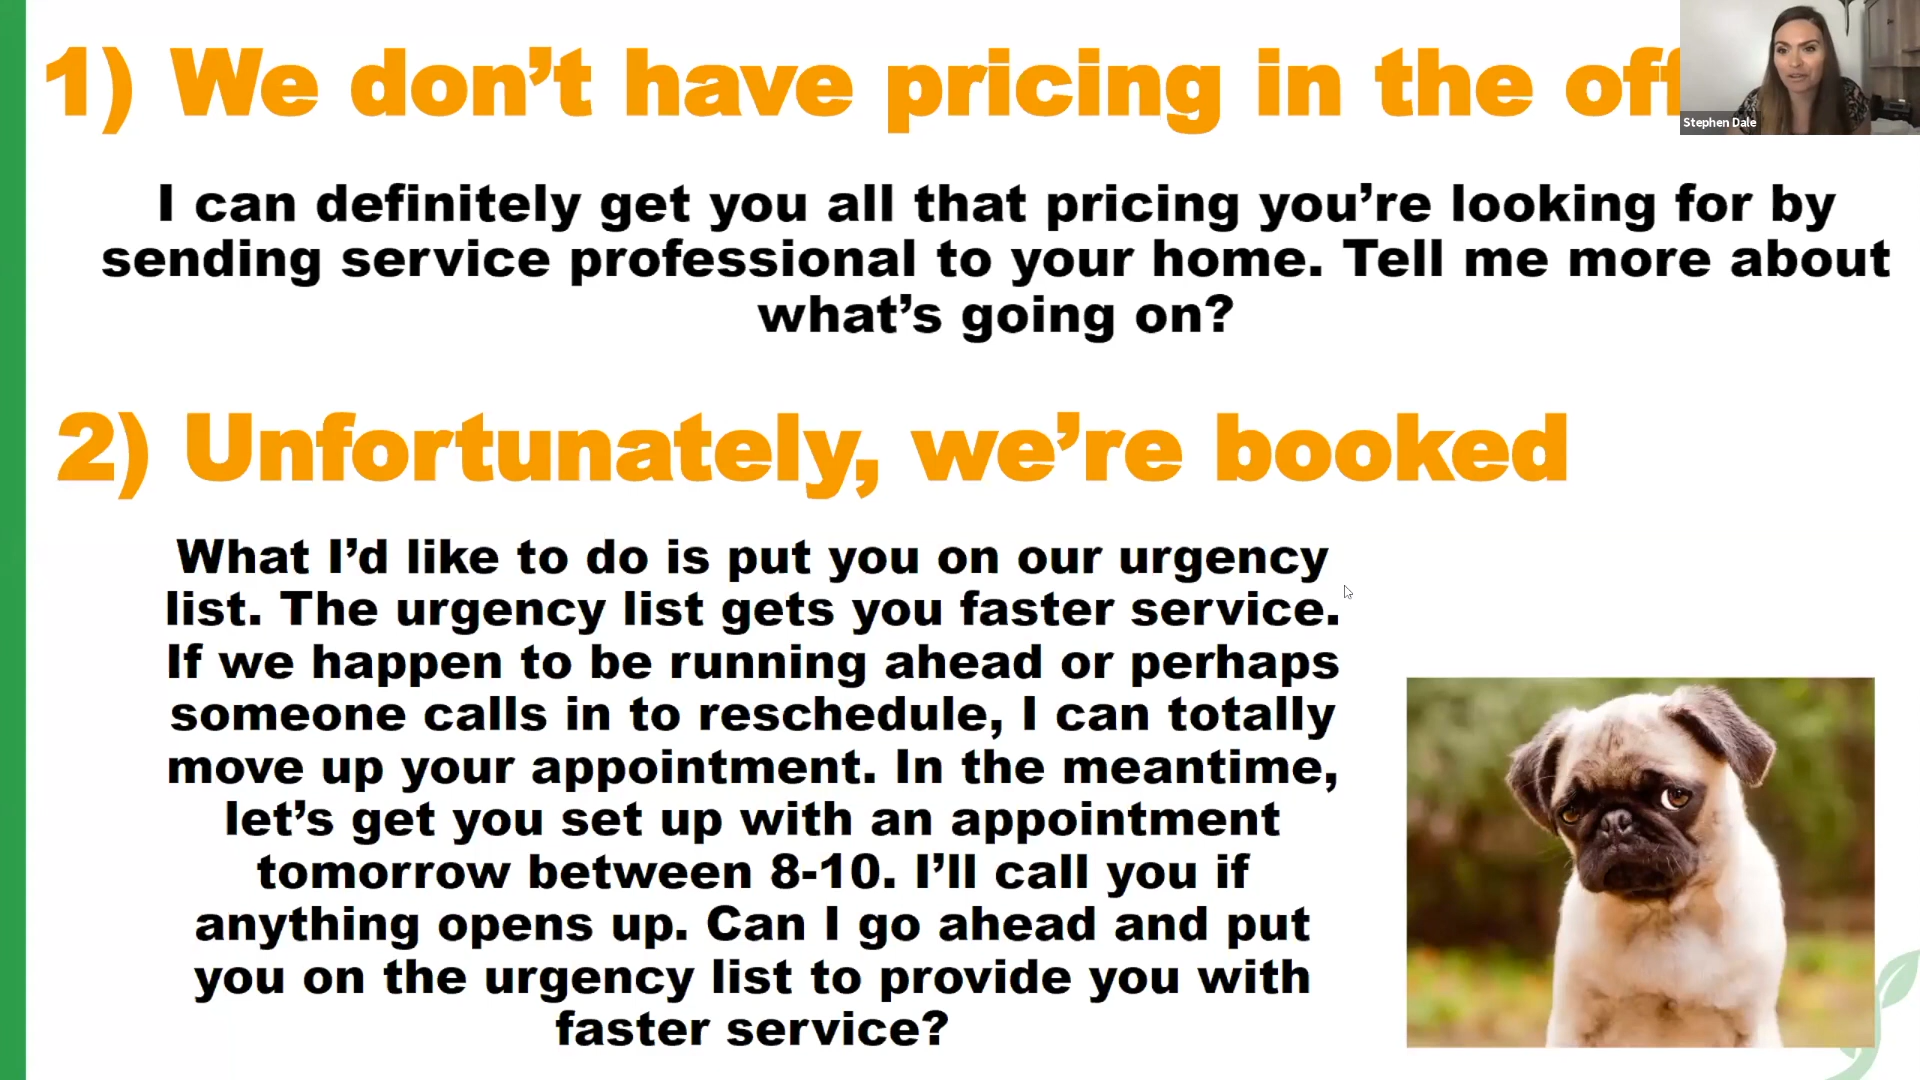 1) We don’t have pricing in the off
Stephen Dale
I can definitely get you all that pricing you’re looking for by
sending service professional to your home. Tell me more about
what’s going on?
2) Unfortunately, we’re booked
What I’d like to do is put you on our urgency
list. The urgency list gets you faster service.
If we happen to be running ahead or perhaps
someone calls in to reschedule, I can totally
move up your appointment. In the meantime,
let’s get you set up with an appointment
tomorrow between 8-10. I’ll call you if
anything opens up. Can I go ahead and put
you on the urgency list to provide you with
faster service?